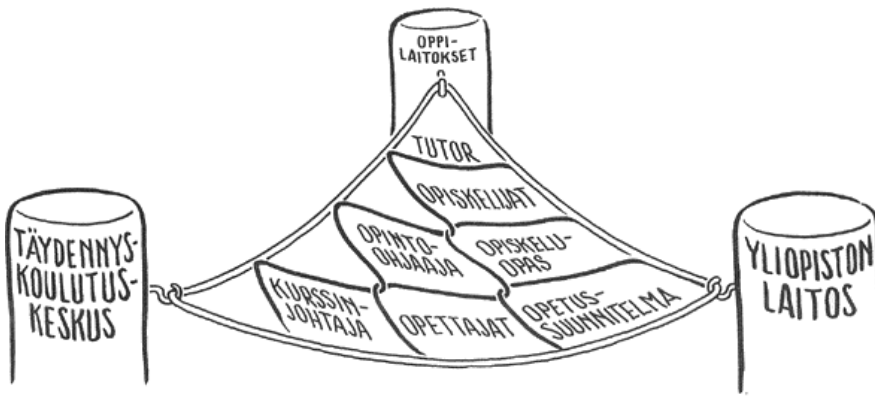 OPPI-
LAITOKSET
TUTOR
OPISKELIJAT
OPINTO-
OHJAAJA
OPISKELU-
OPAS
KURSSIN-
JOHTAJA
OPETTAJAT
OPETUS-
SUUNNITELMA
TÄYDENNYS-
KOULUTUS-
KESKUS
YLIOPISTON
LAITOS